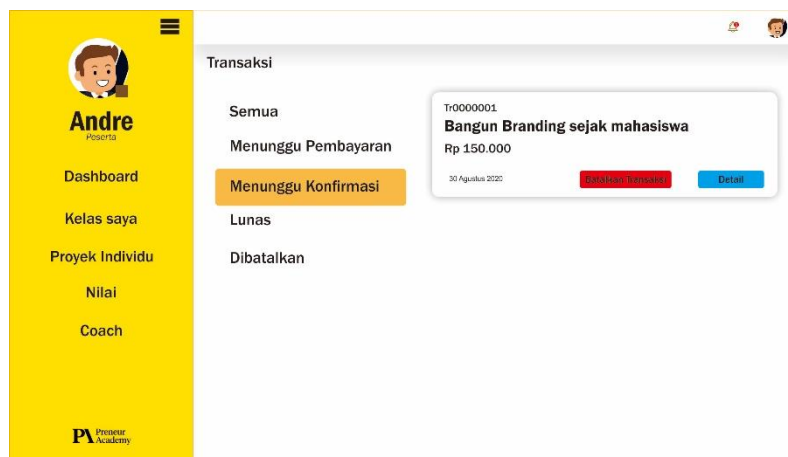 Andre
Peserta
Dashboard
Kelas saya
Proyek Individu
Nilai
Coach
PA Preneur
Academy
Transaksi
Semua
Menunggu Pembayaran
Menunggu Konfirmasi
Lunas
Dibatalkan
Tr0000001
Bangun Branding sejak mahasiswa
Rp 150.000
30 Agustus 2020
Batalkan Transaksi
Detail